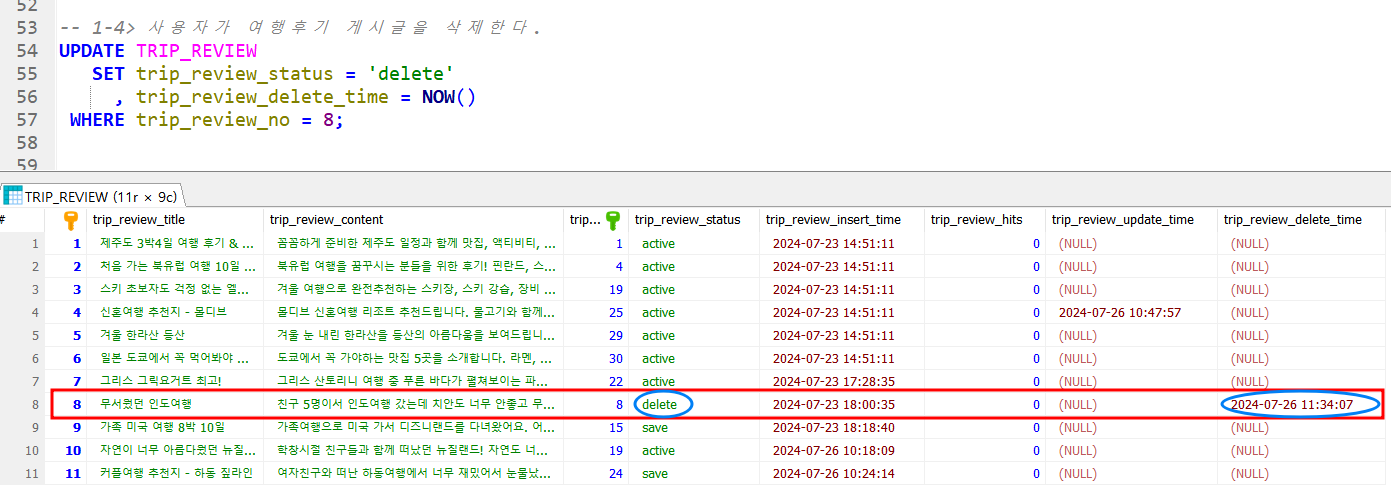 52
53 -- 1-4> 사용자가 여행후기 게시글을 삭제한다.
54 UPDATE TRIP_REVIEW
55 SET trip_review_status = 'delete'
56 , trip_review_delete_time = NOW()
57 WHERE trip_review_no = 8;
58
59
TRIP_REVIEW (11r × 9c)
# trip_review_title trip_review_content trip... trip_review_status trip_review_insert_time trip_review_hits trip_review_update_time trip_review_delete_time
1 1 제주도 3박4일 여행 후기 & ... 꼼꼼하게 준비한 제주도 일정과 함께 맛집, 액티비티, ... 1 active 2024-07-23 14:51:11 0 (NULL) (NULL)
2 2 처음 가는 북유럽 여행 10일 ... 북유럽 여행을 꿈꾸시는 분들을 위한 후기! 핀란드, 스... 4 active 2024-07-23 14:51:11 0 (NULL) (NULL)
3 3 스키 초보자도 걱정 없는 엘... 겨울 여행으로 완전추천하는 스키장, 스키 강습, 장비 ... 19 active 2024-07-23 14:51:11 0 (NULL) (NULL)
4 4 신혼여행 추천지 - 몰디브 몰디브 신혼여행 리조트 추천드립니다. 물고기와 함께... 25 active 2024-07-23 14:51:11 0 2024-07-26 10:47:57 (NULL)
5 5 겨울 한라산 등산 겨울 눈 내린 한라산을 등산의 아름다움을 보여드립니... 29 active 2024-07-23 14:51:11 0 (NULL) (NULL)
6 6 일본 도쿄에서 꼭 먹어봐야 ... 도쿄에서 꼭 가야하는 맛집 5곳을 소개합니다. 라멘, ... 30 active 2024-07-23 14:51:11 0 (NULL) (NULL)
7 7 그리스 그릭요거트 최고! 그리스 산토리니 여행 중 푸른 바다가 펼쳐보이는 파... 22 active 2024-07-23 17:28:35 0 (NULL) (NULL)
8 8 무서웠던 인도여행 친구 5명이서 인도여행 갔는데 치안도 너무 안좋고 무... 8 delete 2024-07-23 18:00:35 0 (NULL) 2024-07-26 11:34:07
9 9 가족 미국 여행 8박 10일 가족여행으로 미국 가서 디즈니랜드를 다녀왔어요. 어... 15 save 2024-07-23 18:18:40 0 (NULL) (NULL)
10 10 자연이 너무 아름다웠던 뉴질... 학창시절 친구들과 함께 떠났던 뉴질랜드! 자연도 너... 19 active 2024-07-26 10:18:09 0 (NULL) (NULL)
11 11 커플여행 추천지 - 하동 짚라인 여자친구와 떠난 하동여행에서 너무 재밌어서 눈물났... 24 save 2024-07-26 10:24:14 0 (NULL) (NULL)